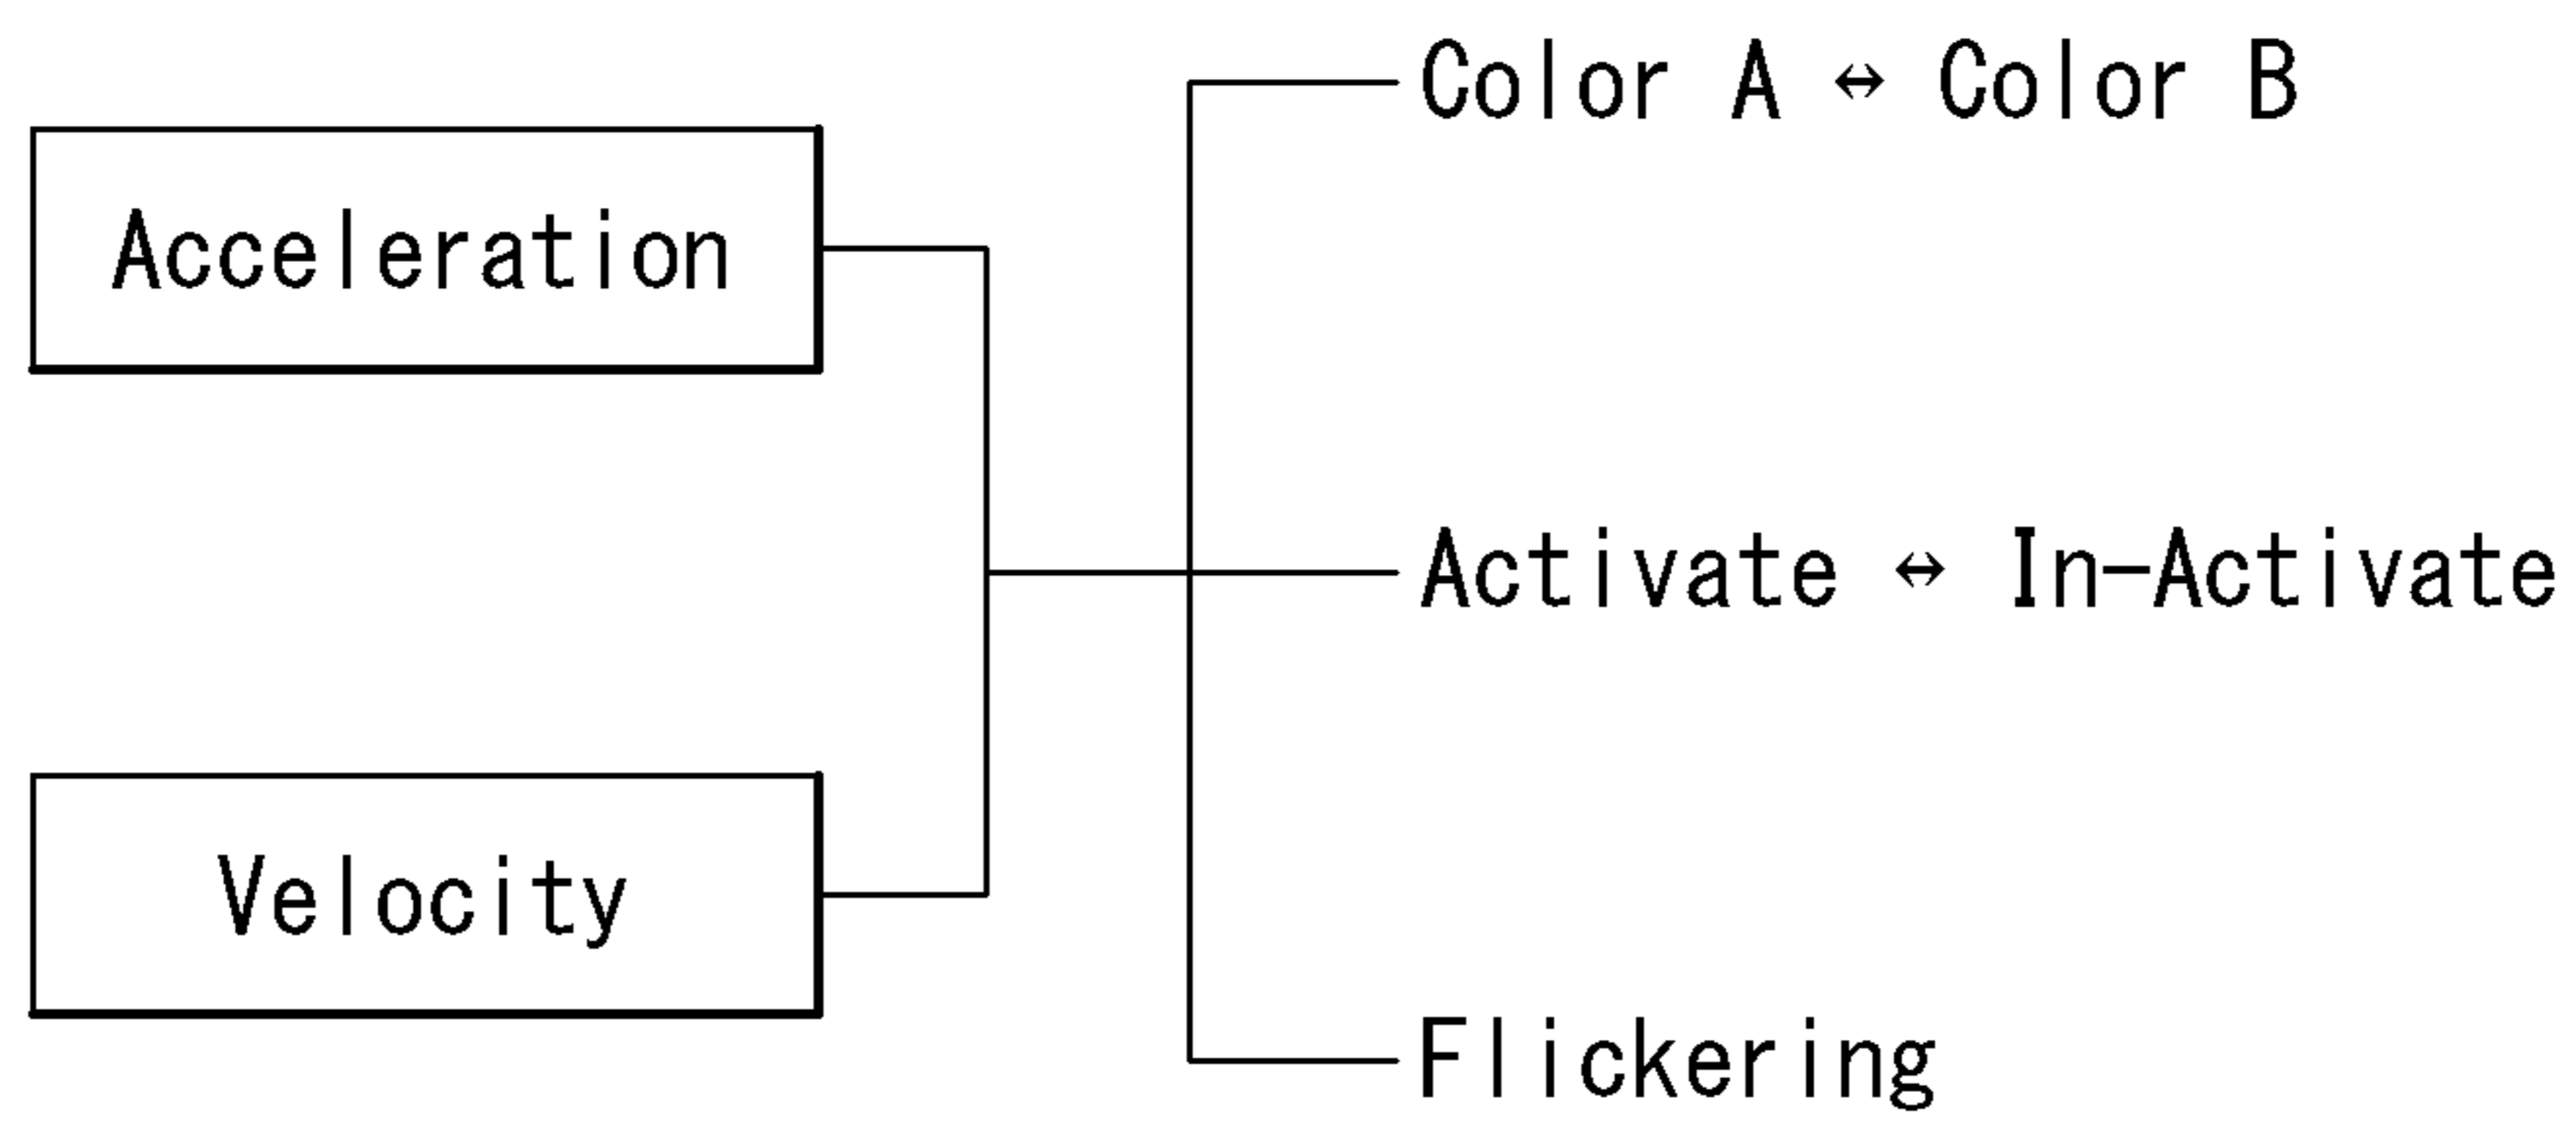 Color A ↔ Color B
Acceleration
Activate ↔ In-Activate
Velocity
Flickering